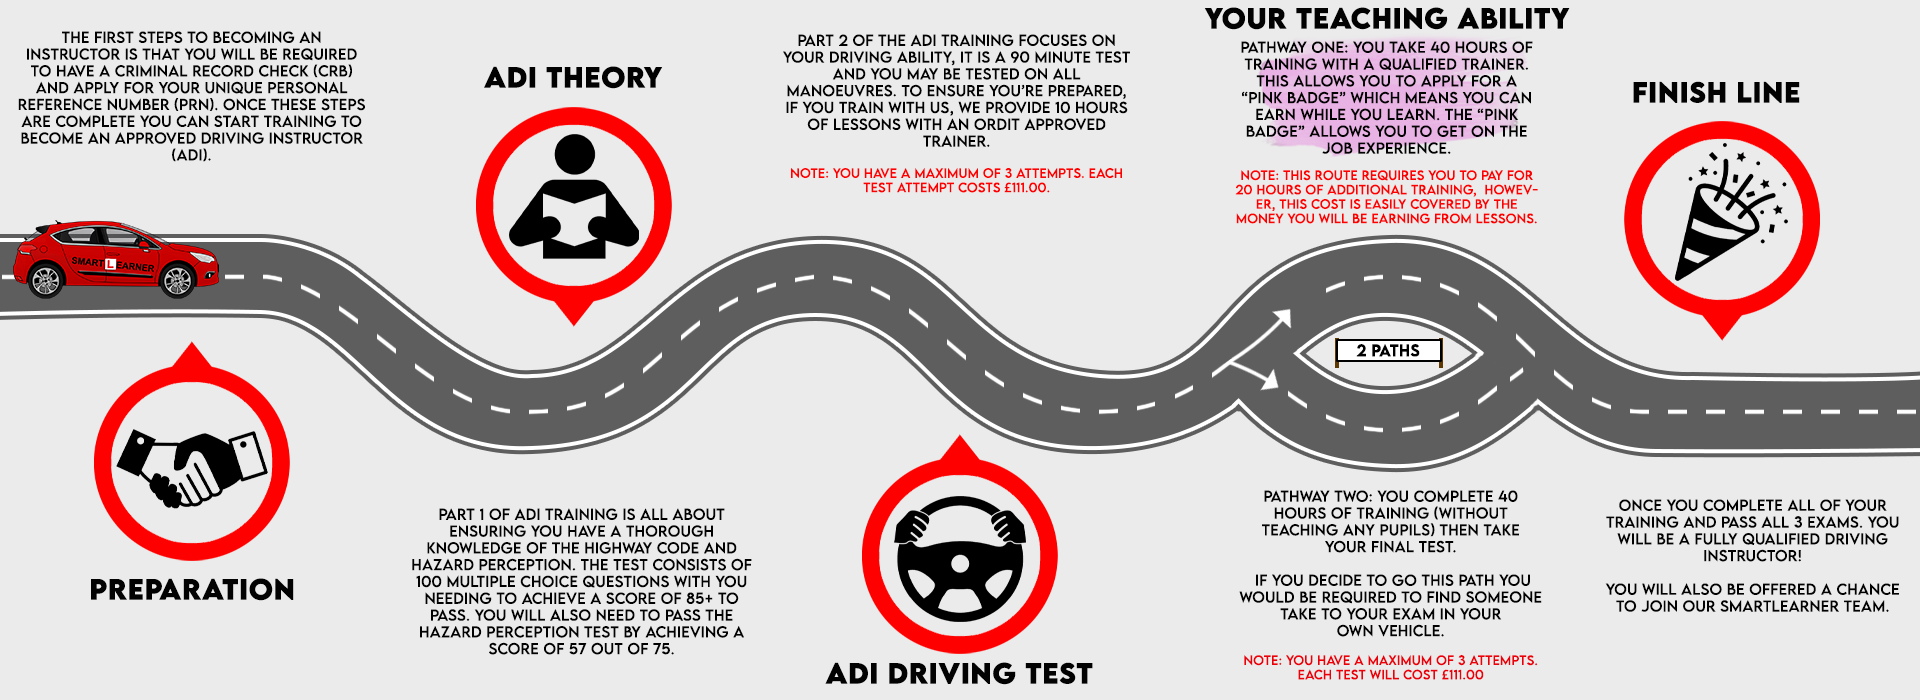 THE FIRST STEPS TO BECOMING AN
INSTRUCTOR IS THAT YOU WILL BE REQUIRED
TO HAVE A CRIMINAL RECORD CHECK (CRB)
AND APPLY FOR YOUR UNIQUE PERSONAL
REFERENCE NUMBER (PRN). ONCE THESE STEPS
ARE COMPLETE YOU CAN START TRAINING TO
BECOME AN APPROVED DRIVING INSTRUCTOR
(ADI).
SMART L EARNER
PREPARATION
ADI THEORY
PART 1 OF ADI TRAINING IS ALL ABOUT
ENSURING YOU HAVE A THOROUGH
KNOWLEDGE OF THE HIGHWAY CODE AND
HAZARD PERCEPTION. THE TEST CONSISTS OF
100 MULTIPLE CHOICE QUESTIONS WITH YOU
NEEDING TO ACHIEVE A SCORE OF 85+ TO
PASS. YOU WILL ALSO NEED TO PASS THE
HAZARD PERCEPTION TEST BY ACHIEVING A
SCORE OF 57 OUT OF 75.
PART 2 OF THE ADI TRAINING FOCUSES ON
YOUR DRIVING ABILITY, IT IS A 90 MINUTE TEST
AND YOU MAY BE TESTED ON ALL
MANOEUVRES. TO ENSURE YOU'RE PREPARED,
IF YOU TRAIN WITH US, WE PROVIDE 10 HOURS
OF LESSONS WITH AN ORDIT APPROVED
TRAINER.
NOTE: YOU HAVE A MAXIMUM OF 3 ATTEMPTS. EACH
TEST ATTEMPT COSTS £111.00.
ADI DRIVING TEST
YOUR TEACHING ABILITY
PATHWAY ONE: YOU TAKE 40 HOURS OF
TRAINING WITH A QUALIFIED TRAINER.
THIS ALLOWS YOU TO APPLY FOR A
"PINK BADGE" WHICH MEANS YOU CAN
EARN WHILE YOU LEARN. THE "PINK
BADGE" ALLOWS YOU TO GET ON THE
JOB EXPERIENCE.
NOTE: THIS ROUTE REQUIRES YOU TO PAY FOR
20 HOURS OF ADDITIONAL TRAINING, HOWEV-
ER, THIS COST IS EASILY COVERED BY THE
MONEY YOU WILL BE EARNING FROM LESSONS.
2 PATHS
PATHWAY TWO: YOU COMPLETE 40
HOURS OF TRAINING (WITHOUT
TEACHING ANY PUPILS) THEN TAKE
YOUR FINAL TEST.
IF YOU DECIDE TO GO THIS PATH YOU
WOULD BE REQUIRED TO FIND SOMEONE
TAKE TO YOUR EXAM IN YOUR
OWN VEHICLE.
NOTE: YOU HAVE A MAXIMUM OF 3 ATTEMPTS.
EACH TEST WILL COST £111.00
FINISH LINE
ONCE YOU COMPLETE ALL OF YOUR
TRAINING AND PASS ALL 3 EXAMS. YOU
WILL BE A FULLY QUALIFIED DRIVING
INSTRUCTOR!
YOU WILL ALSO BE OFFERED A CHANCE
TO JOIN OUR SMARTLEARNER TEAM.